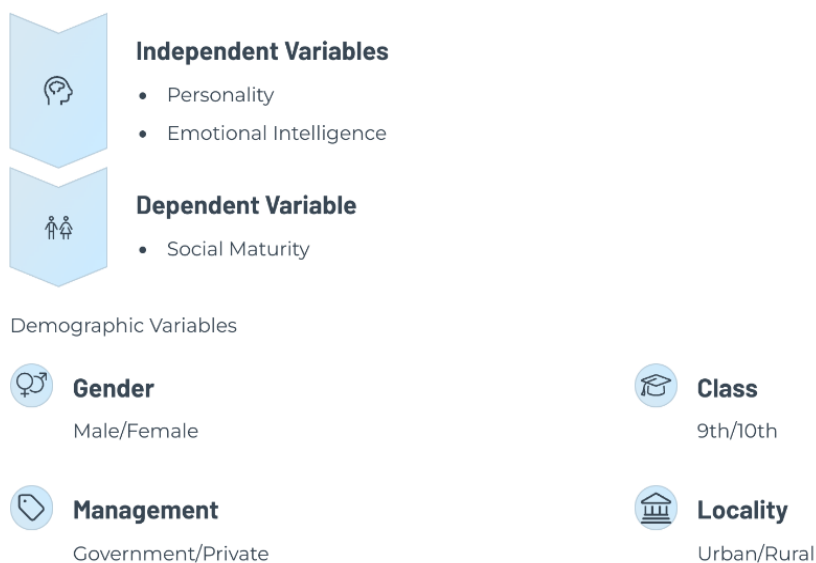 Independent Variables
• Personality
• Emotional Intelligence
Dependent Variable
• Social Maturity
Demographic Variables
Gender
Male/Female
Class
9th/10th
Management
Government/Private
Locality
Urban/Rural